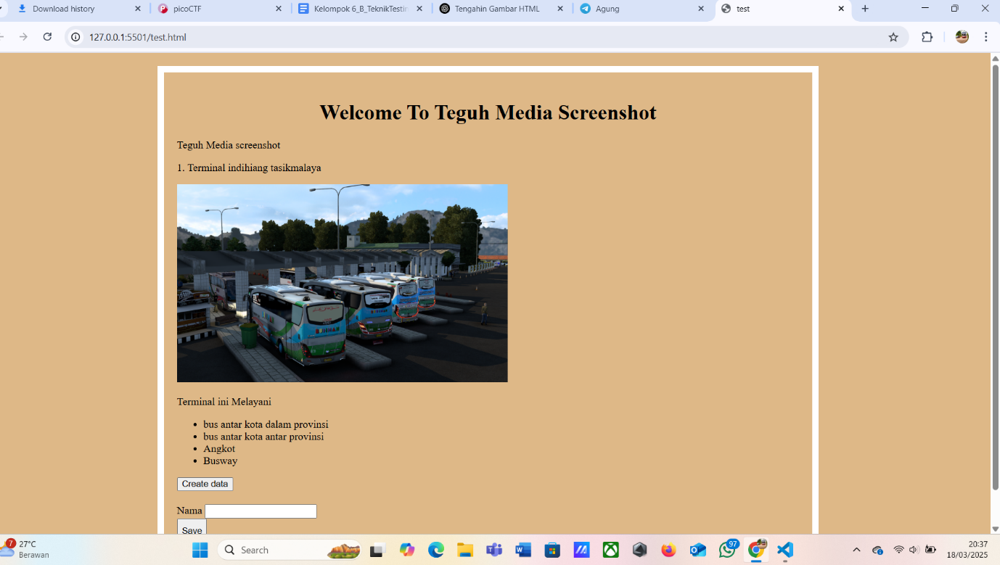 Download history
picoCTF
Kelompok 6_B_TeknikTestin
Tengahin Gambar HTML
Agung
test
127.0.0.1:5501/test.html
Welcome To Teguh Media Screenshot
Teguh Media screenshot
1. Terminal indihiang tasikmalaya
Terminal ini Melayani
bus antar kota dalam provinsi
bus antar kota antar provinsi
Angkot
Busway
Create data
Nama
Save
7
27°C
Berawan
Search
97
20:37
18/03/2025